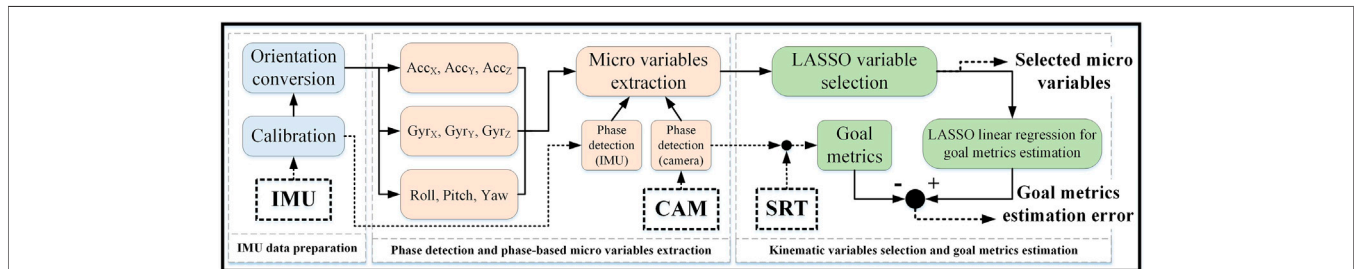 Orientation
conversion
Calibration
IMU
IMU data preparation
AccX, AccY, AccZ
GyrX, GyrY, GyrZ
Roll, Pitch, Yaw
Micro variables
extraction
Phase
detection
(IMU)
Phase
detection
(camera)
CAM
Phase detection and phase-based micro variables extraction
LASSO variable
selection
Selected micro
variables
Goal
metrics
LASSO linear regression for
goal metrics estimation
SRT
- +
Goal metrics
estimation error
Kinematic variables selection and goal metrics estimation